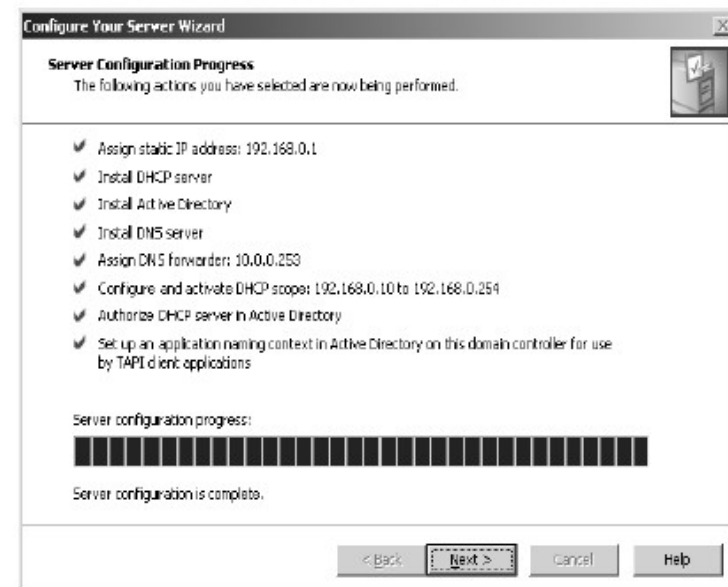 Configure Your Server Wizard
Server Configuration Progress
The following actions you have selected are now being performed.
Assign static IP address: 192.168.0.1
Install DHCP server
Install Active Directory
Install DNS server
Assign DNS forwarder: 10.0.0.253
Configure and activate DHCP scope: 192.168.0.10 to 192.168.0.254
Authorize DHCP server in Active Directory
Set up an application naming context in Active Directory on this domain controller for use
by TAPI client applications
Server configuration progress:
Server configuration is complete.
< Back Next > Cancel Help